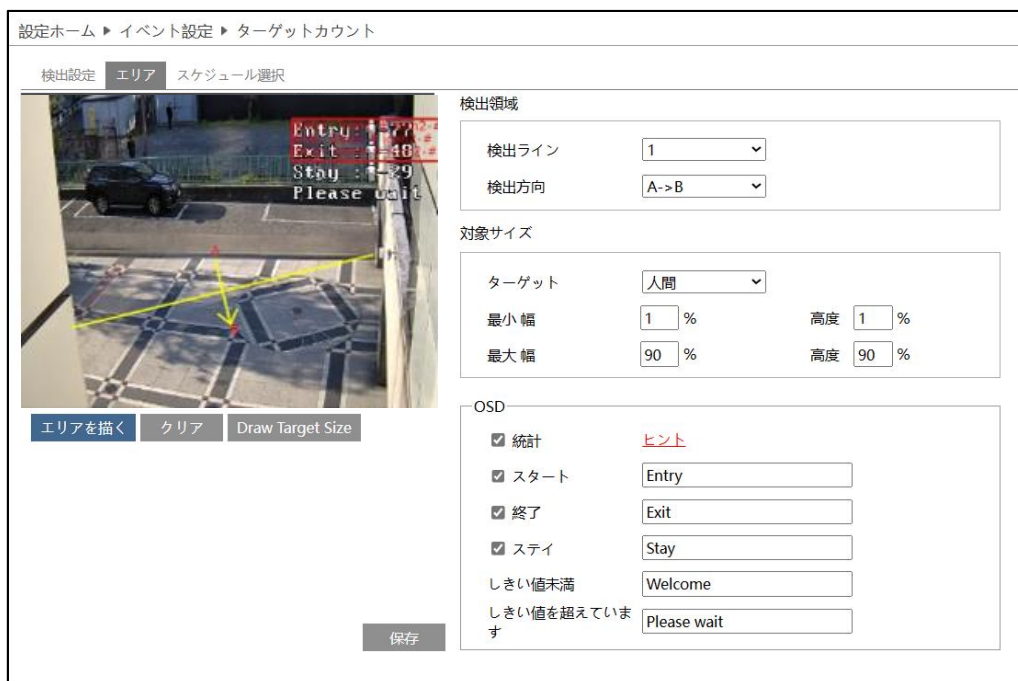 設定ホーム ▶ イベント設定 ▶ ターゲットカウント
検出設定 エリア スケジュール選択
Entry:
Exit :
Stay :
Please wait
A
エリアを描く クリア Draw Target Size
検出領域
検出ライン 1
検出方向 A->B
対象サイズ
ターゲット 人間
最小 幅 1 % 高度 1 %
最大 幅 90 % 高度 90 %
OSD
統計 ヒント
スタート Entry
終了 Exit
ステイ Stay
しきい値未満 Welcome
しきい値を超えていま
す Please wait
保存